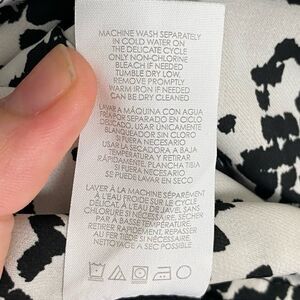 MACHINE WASH SEPARATELY
IN COLD WATER ON
THE DELICATE CYCLE
ONLY NON-CHLORINE
BLEACH IF NEEDED
TUMBLE DRY LOW.
REMOVE PROMPTLY
WARM IRON IF NEEDED
CAN BE DRY CLEANED
LAVAR A MÁQUINA CON AGUA
FRÍA POR SEPARADO EN CICLO
DELICADO. USAR ÚNICAMENTE
BLANQUEADOR SIN CLORO
SI FUERA NECESARIO
USAR LA SECADORA A BAJA
TEMPERATURA Y RETIRAR
RÁPIDAMENTE. PLANCHA TIBIA
SI FUERA NECESARIO
SE PUEDE LAVAR EN SECO
LAVER À LA MACHINE SÉPARÉMENT
À L'EAU FROIDE SUR LE CYCLE
DÉLICAT. À L'EAU DE JAVEL SANS
CHLORURE SI NÉCESSAIRE. SÉCHER
PAR À BASSE TEMPÉRATURE.
RETIRER RAPIDEMENT. REPASSER
AU FER TIÈDE SI NÉCESSAIRE.
NETTOYAGE A SEC POSSIBLE